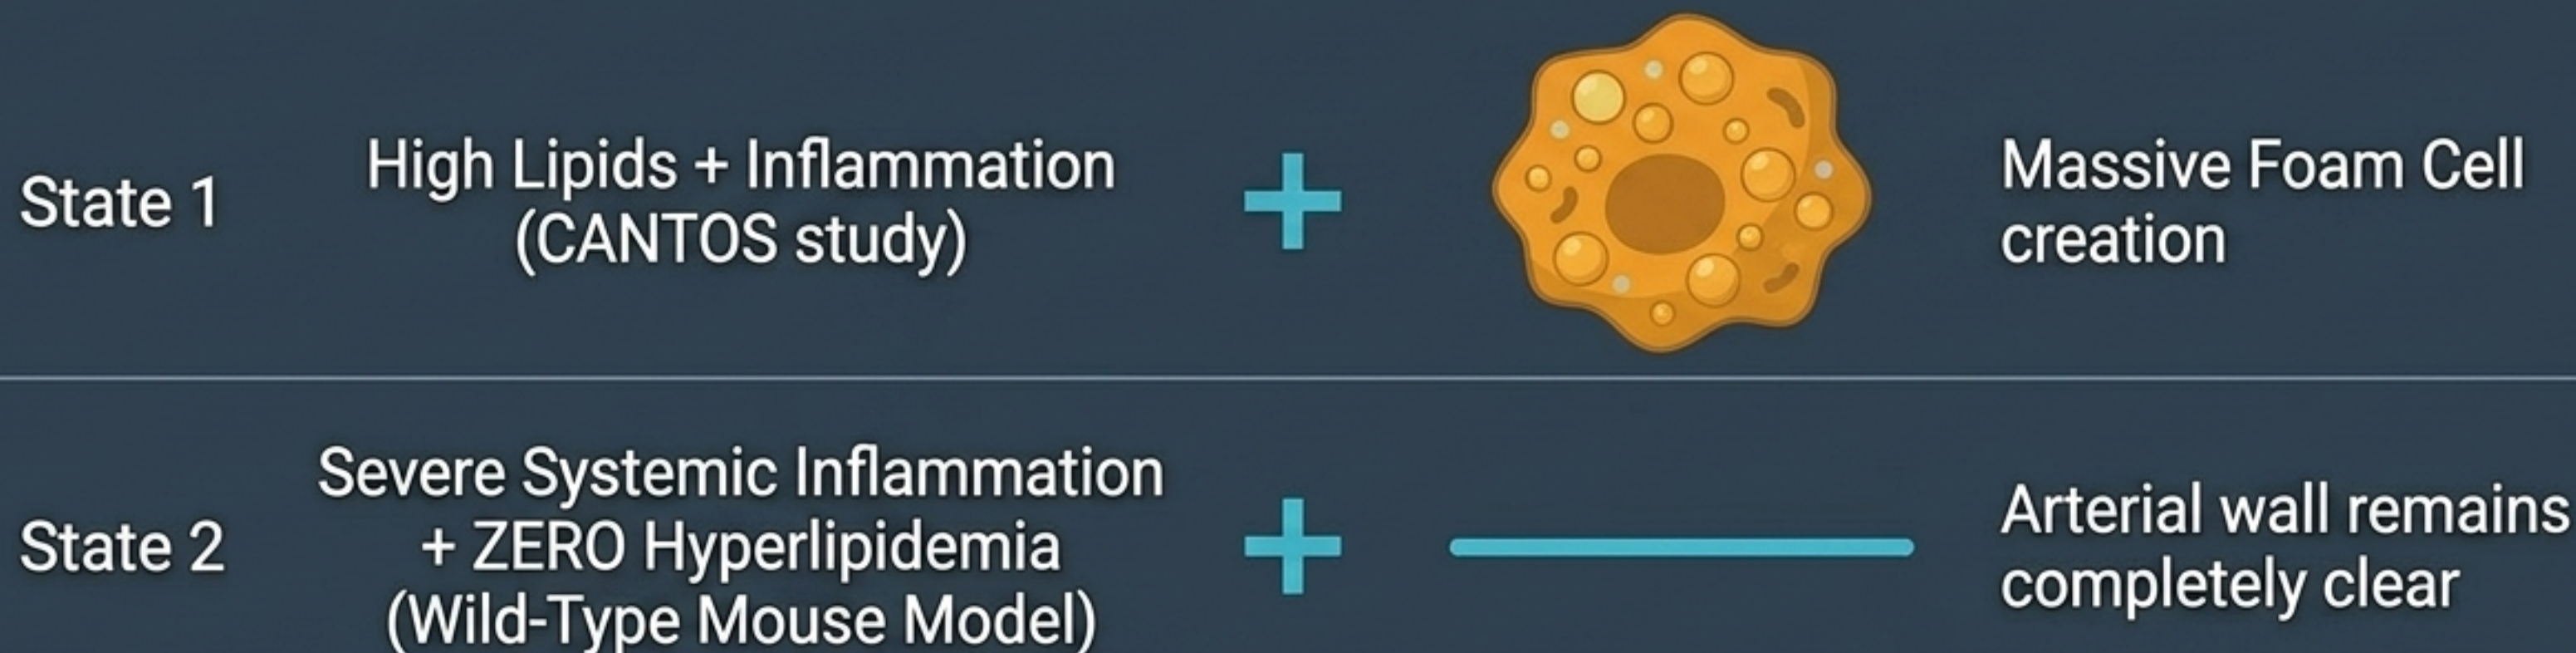 State 1
High Lipids + Inflammation
(CANTOS study)
Massive Foam Cell
creation
State 2
Severe Systemic Inflammation
+ ZERO Hyperlipidemia
(Wild-Type Mouse Model)
Arterial wall remains
completely clear